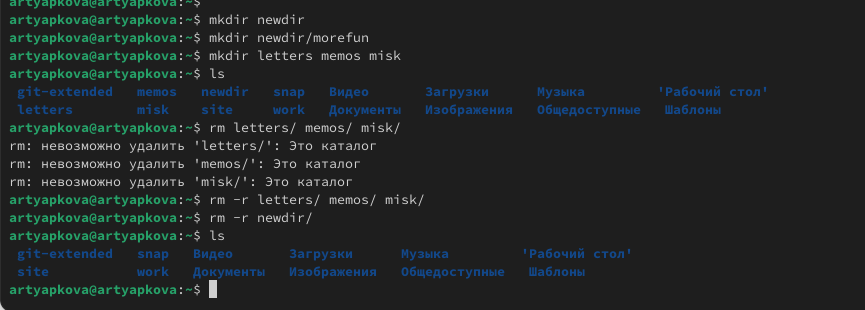 artyapkova@artyapkova:~$
artyapkova@artyapkova:~$ mkdir newdir
artyapkova@artyapkova:~$ mkdir newdir/morefun
artyapkova@artyapkova:~$ mkdir letters memos misk
artyapkova@artyapkova:~$ ls
git-extended memos newdir snap Видео Загрузки Музыка 'Рабочий стол'
letters misk site work Документы Изображения Общедоступные Шаблоны
artyapkova@artyapkova:~$ rm letters/ memos/ misk/
rm: невозможно удалить 'letters/': Это каталог
rm: невозможно удалить 'memos/': Это каталог
rm: невозможно удалить 'misk/': Это каталог
artyapkova@artyapkova:~$ rm -r letters/ memos/ misk/
artyapkova@artyapkova:~$ rm -r newdir/
artyapkova@artyapkova:~$ ls
git-extended snap Видео Загрузки Музыка 'Рабочий стол'
site work Документы Изображения Общедоступные Шаблоны
artyapkova@artyapkova:~$